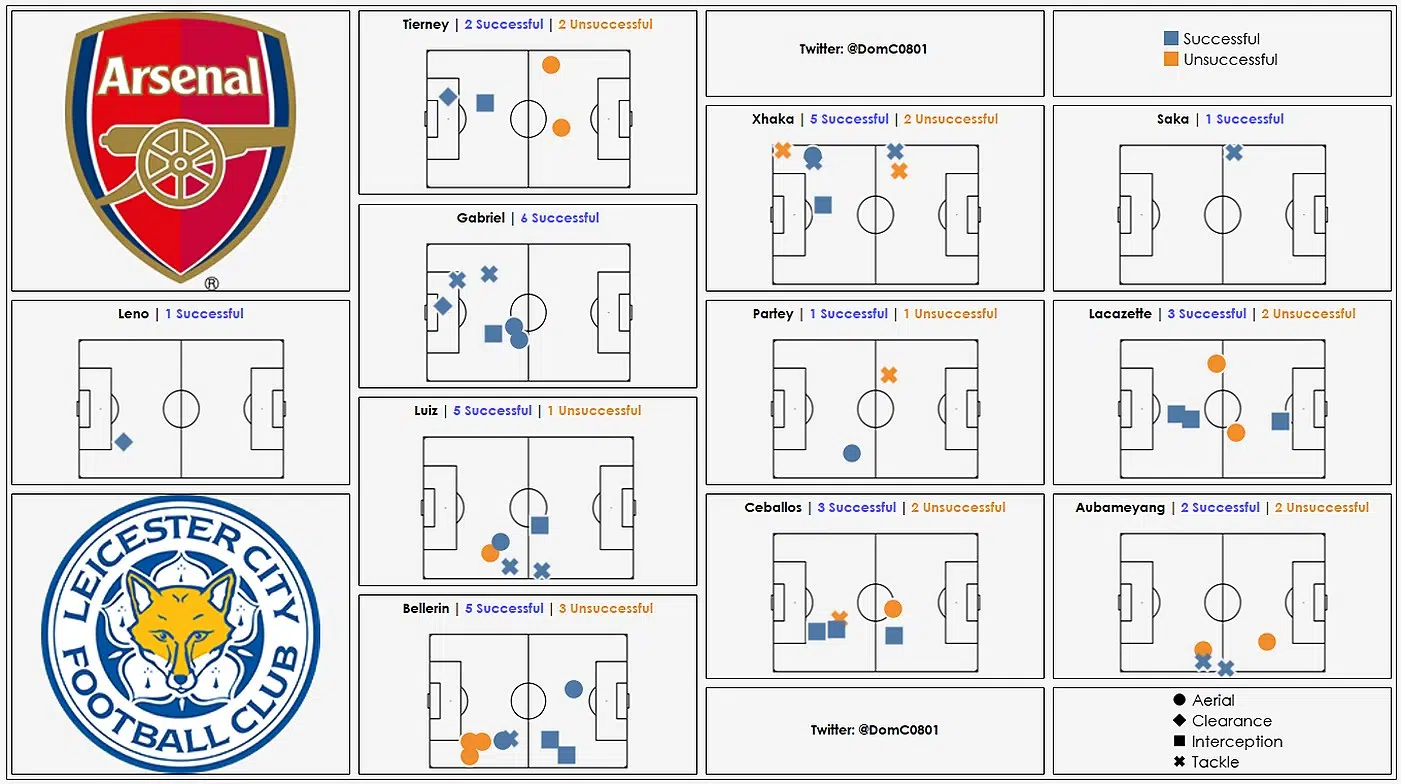 Arsenal
®
Leno | 1 Successful
LEICESTER CITY
FOOTBALL CLUB
Tierney | 2 Successful | 2 Unsuccessful
Gabriel | 6 Successful
Luiz | 5 Successful | 1 Unsuccessful
Bellerin | 5 Successful | 3 Unsuccessful
Twitter: @DomC0801
Xhaka | 5 Successful | 2 Unsuccessful
Partey | 1 Successful | 1 Unsuccessful
Ceballos | 3 Successful | 2 Unsuccessful
Twitter: @DomC0801
Successful
Unsuccessful
Saka | 1 Successful
Lacazette | 3 Successful | 2 Unsuccessful
Aubameyang | 2 Successful | 2 Unsuccessful
Aerial
Clearance
Interception
Tackle